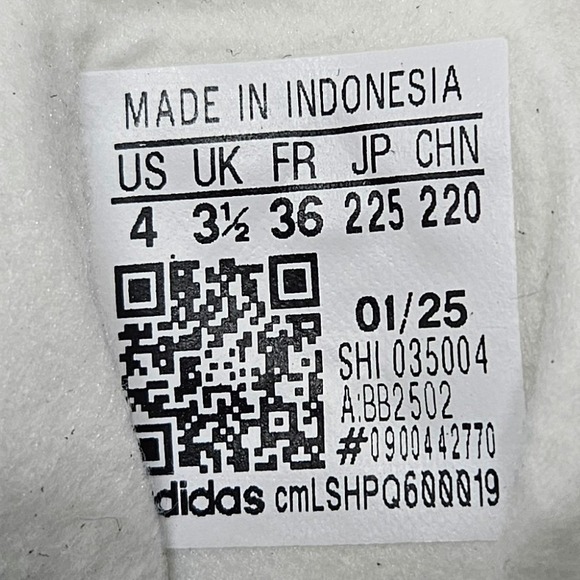 MADE IN INDONESIA
US UK FR JP CHN
4 3½ 36 225 220
01/25
SHI 035004
A:BB2502
#0900442770
adidas cmLSHPQ600019